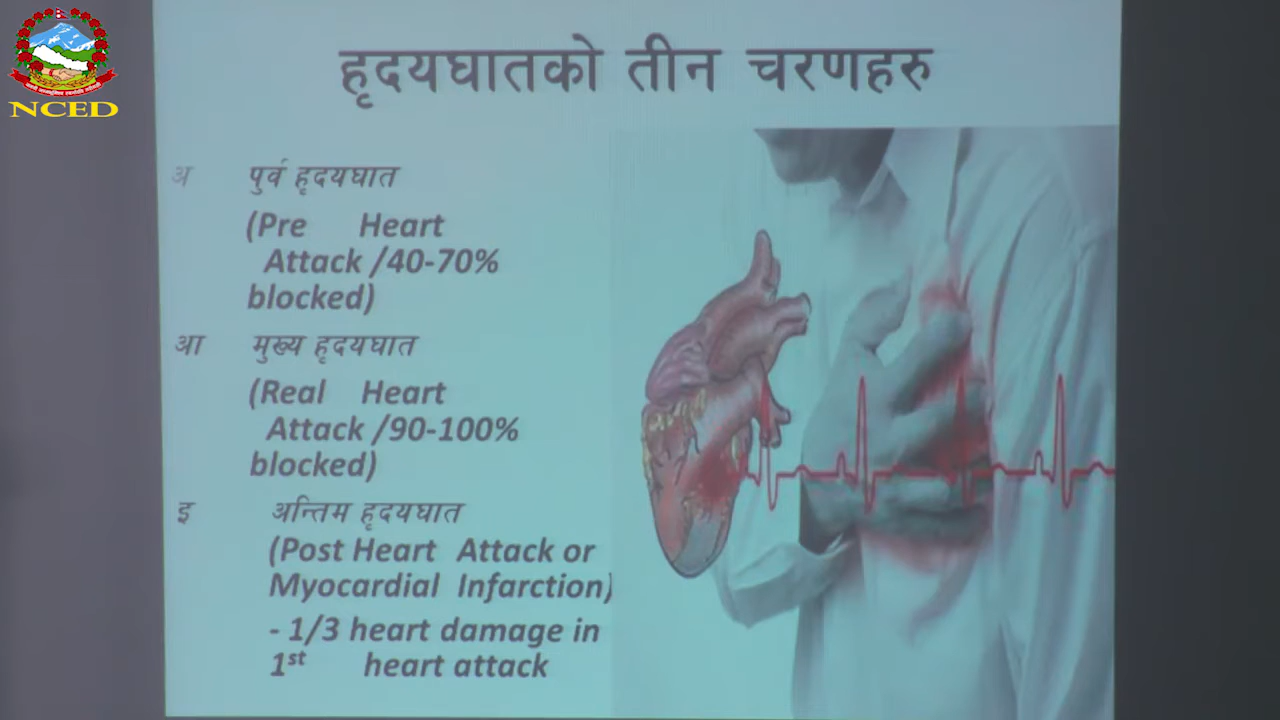 NCED
हृदयघातको तीन चरणहरु
अ पुर्व हृदयघात
(Pre Heart
Attack /40-70%
blocked)
आ मुख्य हृदयघात
(Real Heart
Attack /90-100%
blocked)
इ अन्तिम हृदयघात
(Post Heart Attack or
Myocardial Infarction)
- 1/3 heart damage in
1st heart attack